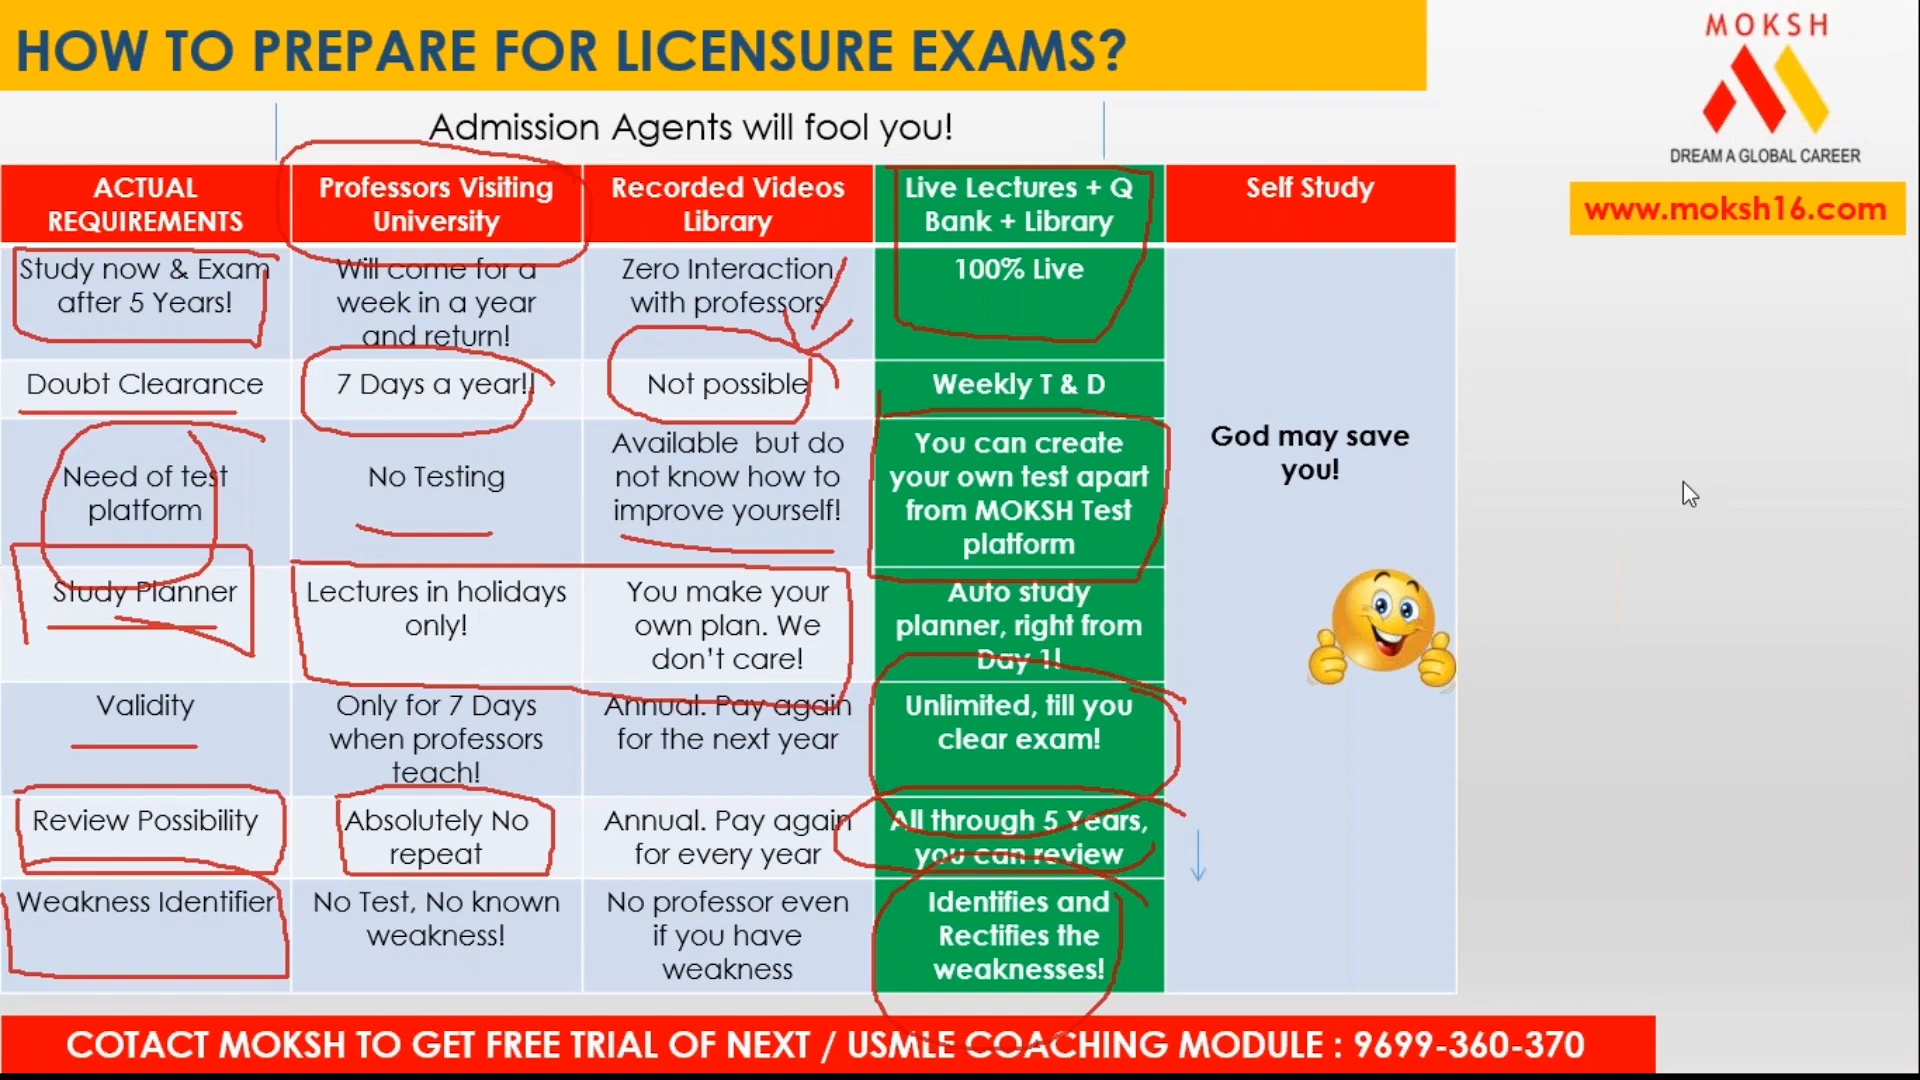 HOW TO PREPARE FOR LICENSURE EXAMS?
MOKSH
DREAM A GLOBAL CAREER
www.moksh16.com
Admission Agents will fool you!
ACTUAL
REQUIREMENTS
Professors Visiting
University
Recorded Videos
Library
Live Lectures + Q
Bank + Library
Self Study
Study now & Exam
after 5 Years!
Will come for a
week in a year
and return!
Zero Interaction
with professors
100% Live
Doubt Clearance
7 Days a year!!
Not possible
Weekly T & D
Need of test
platform
No Testing
Available but do
not know how to
improve yourself!
You can create
your own test apart
from MOKSH Test
platform
God may save
you!
Study Planner
Lectures in holidays
only!
You make your
own plan. We
don't care!
Auto study
planner, right from
Day 1!
Validity
Only for 7 Days
when professors
teach!
Annual. Pay again
for the next year
Unlimited, till you
clear exam!
Review Possibility
Absolutely No
repeat
Annual. Pay again
for every year
All through 5 Years,
you can review
Weakness Identifier
No Test, No known
weakness!
No professor even
if you have
weakness
Identifies and
Rectifies the
weaknesses!
COTACT MOKSH TO GET FREE TRIAL OF NEXT / USMLE COACHING MODULE : 9699-360-370